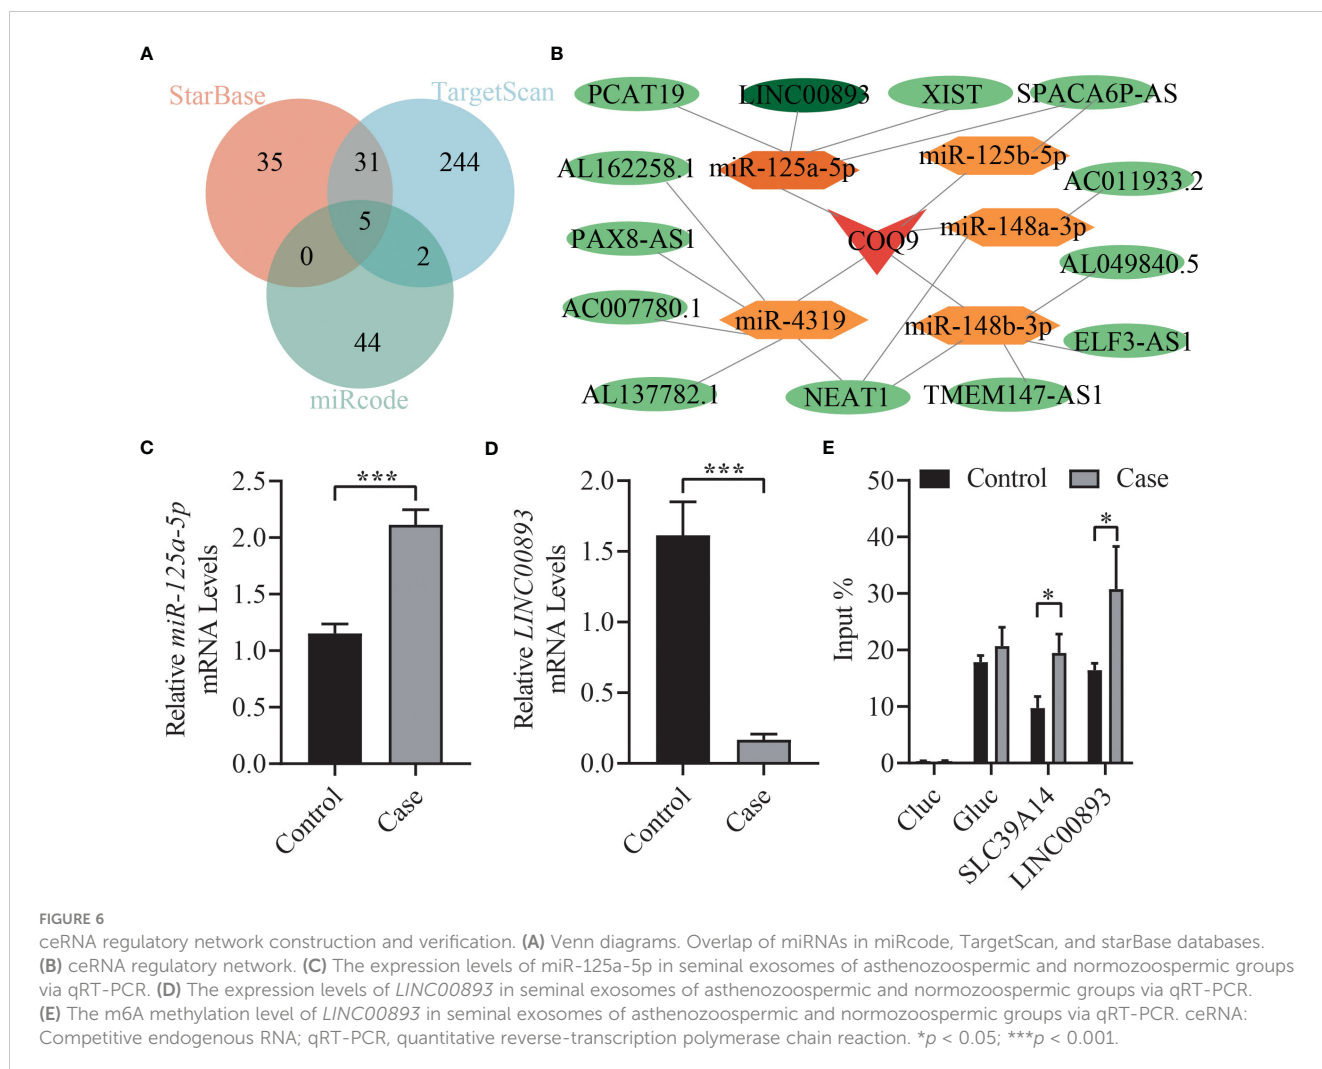 A
StarBase
TargetScan
35
31
244
5
0
2
44
miRcode
B
PCAT19
LINC00893
XIST
SPACA6P-AS
AL162258.1
miR-125a-5p
miR-125b-5p
AC011933.2
PAX8-AS1
COQ9
miR-148a-3p
AL049840.5
AC007780.1
miR-4319
miR-148b-3p
ELF3-AS1
AL137782.1
NEAT1
TMEM147-AS1
C
Relative miR-125a-5p
mRNA Levels
2.5
2.0
1.5
1.0
0.5
0.0
***
Control
Case
D
Relative LINC00893
mRNA Levels
2.0
1.5
1.0
0.5
0.0
***
Control
Case
E
Control
Case
Input %
50
40
30
20
10
0
*
*
Cluc
Gluc
SLC39A14
LINC00893
FIGURE 6
ceRNA regulatory network construction and verification. (A) Venn diagrams. Overlap of miRNAs in miRcode, TargetScan, and starBase databases.
(B) ceRNA regulatory network. (C) The expression levels of miR-125a-5p in seminal exosomes of asthenozoospermic and normozoospermic groups
via qRT-PCR. (D) The expression levels of LINC00893 in seminal exosomes of asthenozoospermic and normozoospermic groups via qRT-PCR.
(E) The m6A methylation level of LINC00893 in seminal exosomes of asthenozoospermic and normozoospermic groups via qRT-PCR. ceRNA:
Competitive endogenous RNA; qRT-PCR, quantitative reverse-transcription polymerase chain reaction. *p < 0.05; ***p < 0.001.